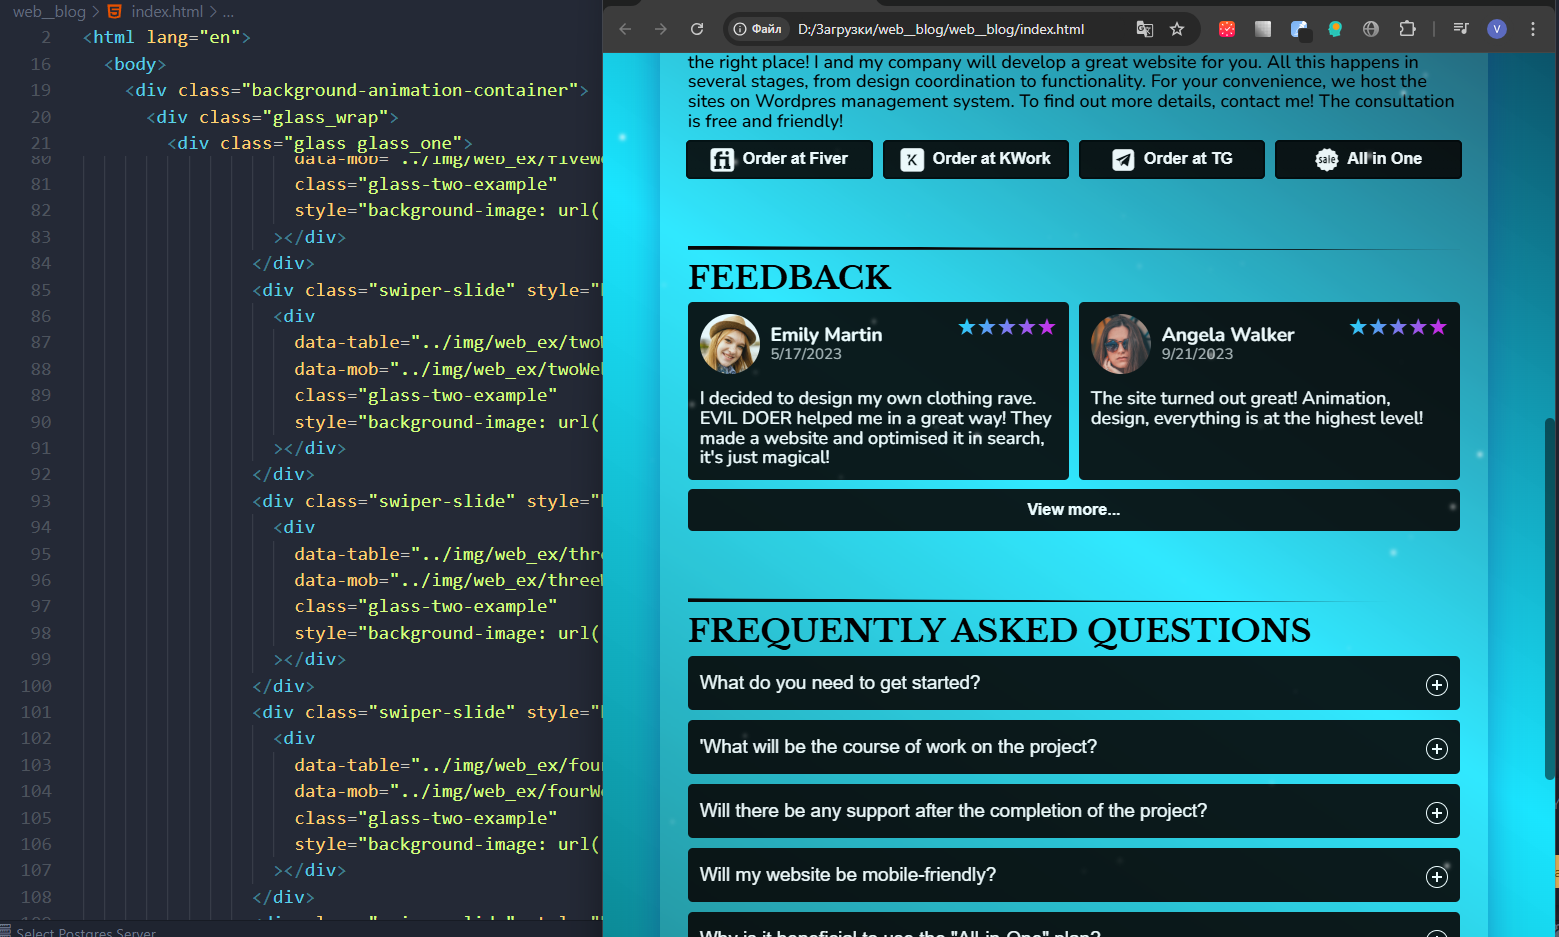 web__blog > index.html > ...
2 <html lang="en">
16 <body>
19 <div class="background-animation-container">
20 <div class="glass_wrap">
21 <div class="glass glass_one">
80 data-mob="../img/web_ex/fiveW
81 class="glass-two-example"
82 style="background-image: url(
83 ></div>
84 </div>
85 <div class="swiper-slide" style="
86 <div
87 data-table="../img/web_ex/two
88 data-mob="../img/web_ex/twoWe
89 class="glass-two-example"
90 style="background-image: url(
91 ></div>
92 </div>
93 <div class="swiper-slide" style="
94 <div
95 data-table="../img/web_ex/thr
96 data-mob="../img/web_ex/three
97 class="glass-two-example"
98 style="background-image: url(
99 ></div>
100 </div>
101 <div class="swiper-slide" style="
102 <div
103 data-table="../img/web_ex/fou
104 data-mob="../img/web_ex/fourW
105 class="glass-two-example"
106 style="background-image: url(
107 ></div>
108 </div>
Select Postgres Server
Файл D:/Загрузки/web__blog/web__blog/index.html
V
the right place! I and my company will develop a great website for you. All this happens in
several stages, from design coordination to functionality. For your convenience, we host the
sites on Wordpres management system. To find out more details, contact me! The consultation
is free and friendly!
fi Order at Fiver
K Order at KWork
Order at TG
sale All in One
FEEDBACK
Emily Martin
5/17/2023
I decided to design my own clothing rave.
EVIL DOER helped me in a great way! They
made a website and optimised it in search,
it's just magical!
Angela Walker
9/21/2023
The site turned out great! Animation,
design, everything is at the highest level!
View more...
FREQUENTLY ASKED QUESTIONS
What do you need to get started?
'What will be the course of work on the project?
Will there be any support after the completion of the project?
Will my website be mobile-friendly?
Why is it beneficial to use the "All-in-One" plan?